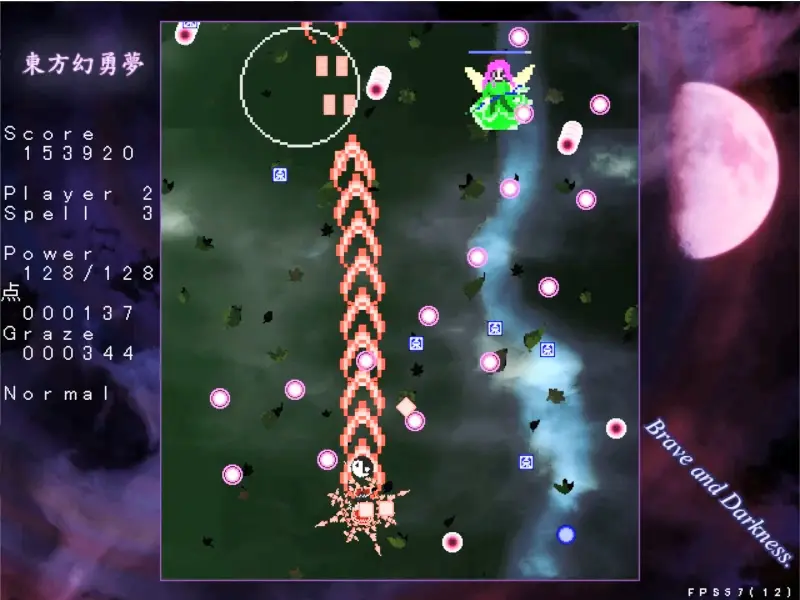 東方幻勇夢
Score
153920
Player 2
Spell 3
Power
128/128
点
000137
Graze
000344
Normal
Brave and Darkness.
FPS57(12)